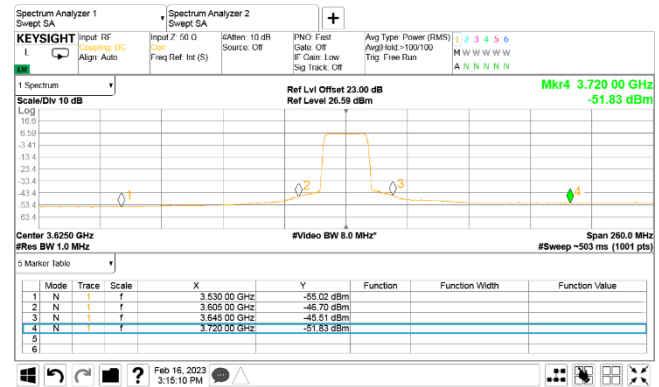 Spectrum Analyzer 1
Swept SA
Spectrum Analyzer 2
Swept SA
KEYSIGHT
L
Input: RF
Coupling: DC
Align: Auto
Input Z: 50 Ω
Corr
Freq Ref: Int (S)
#Atten: 10 dB
Source: Off
PNO: Fast
Gate: Off
IF Gain: Low
Sig Track: Off
Avg Type: Power (RMS)
Avg|Hold:>100/100
Trig: Free Run
1 2 3 4 5 6
M W W W W W
A N N N N N
1 Spectrum
Scale/Div 10 dB
Log
Ref Lvl Offset 23.00 dB
Ref Level 26.59 dBm
Mkr4 3.720 00 GHz
-51.83 dBm
16.6
6.59
-3.41
-13.4
-23.4
-33.4
-43.4
-53.4
-63.4
1
2
3
4
Center 3.6250 GHz
#Res BW 1.0 MHz
#Video BW 8.0 MHz*
Span 260.0 MHz
#Sweep ~503 ms (1001 pts)
5 Marker Table
Mode Trace Scale X Y Function Function Width Function Value
1 N 1 f 3.530 00 GHz -55.02 dBm
2 N 1 f 3.605 00 GHz -46.70 dBm
3 N 1 f 3.645 00 GHz -45.51 dBm
4 N 1 f 3.720 00 GHz -51.83 dBm
5
6
Feb 16, 2023
3:15:10 PM